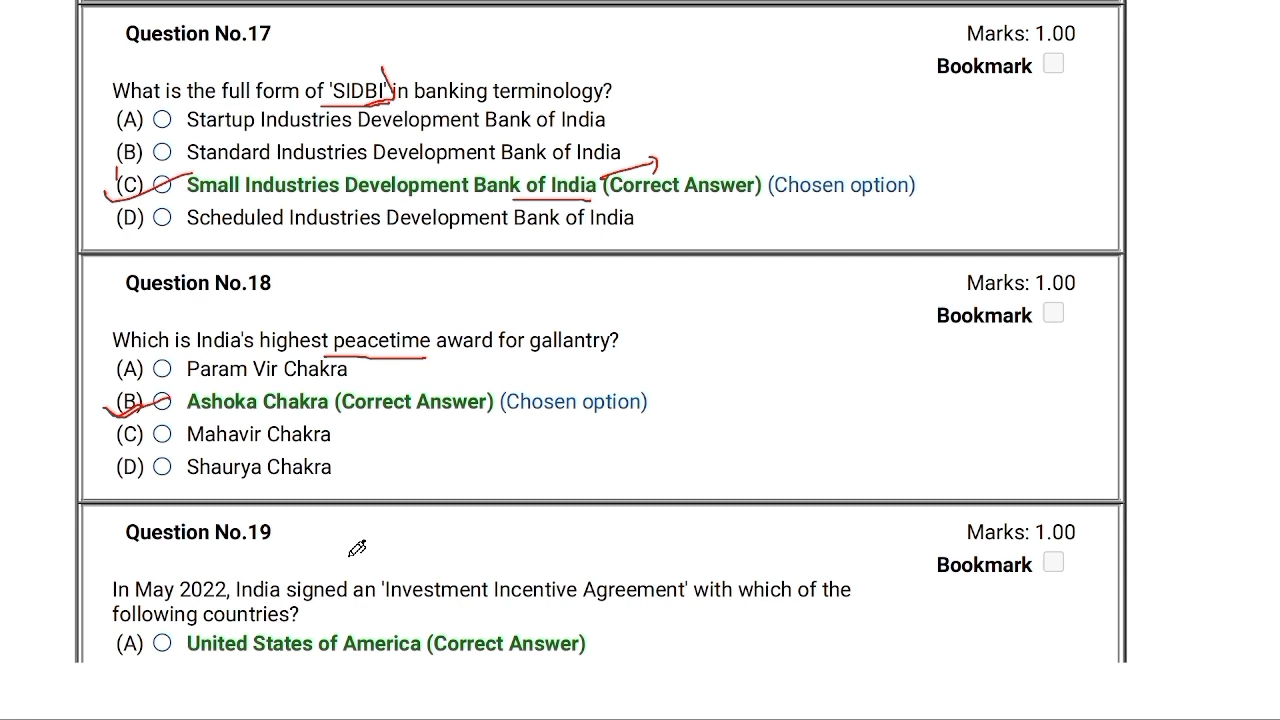 Question No.17 Marks: 1.00
Bookmark
What is the full form of 'SIDBI' in banking terminology?
(A) Startup Industries Development Bank of India
(B) Standard Industries Development Bank of India
(C) Small Industries Development Bank of India (Correct Answer) (Chosen option)
(D) Scheduled Industries Development Bank of India
Question No.18 Marks: 1.00
Bookmark
Which is India's highest peacetime award for gallantry?
(A) Param Vir Chakra
(B) Ashoka Chakra (Correct Answer) (Chosen option)
(C) Mahavir Chakra
(D) Shaurya Chakra
Question No.19 Marks: 1.00
Bookmark
In May 2022, India signed an 'Investment Incentive Agreement' with which of the
following countries?
(A) United States of America (Correct Answer)